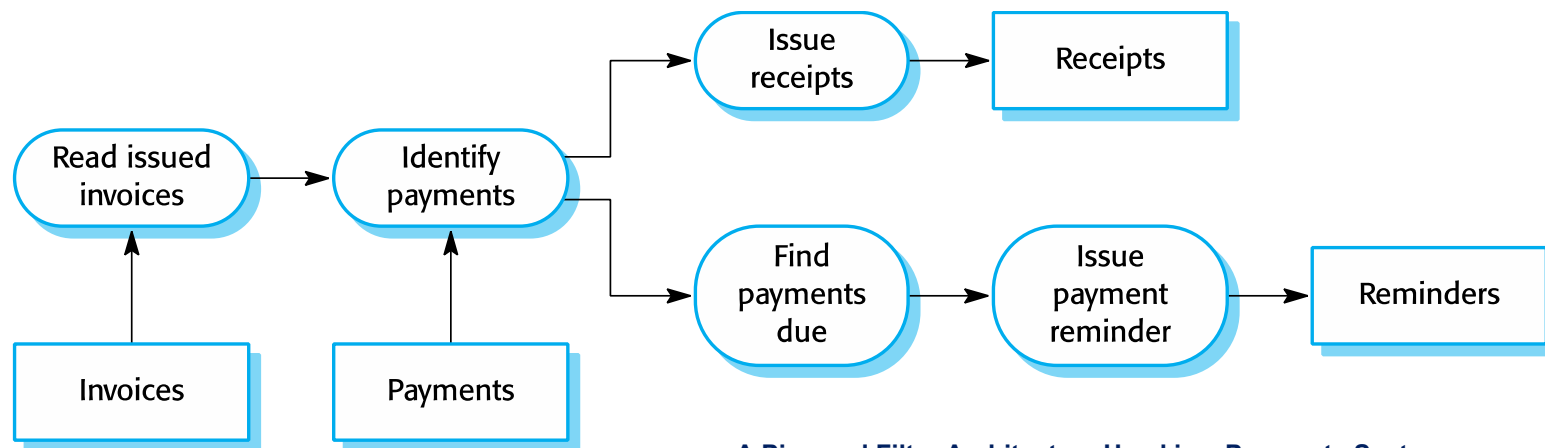 Issue
receipts
Receipts
Read issued
invoices
Identify
payments
Find
payments
due
Issue
payment
reminder
Reminders
Invoices
Payments